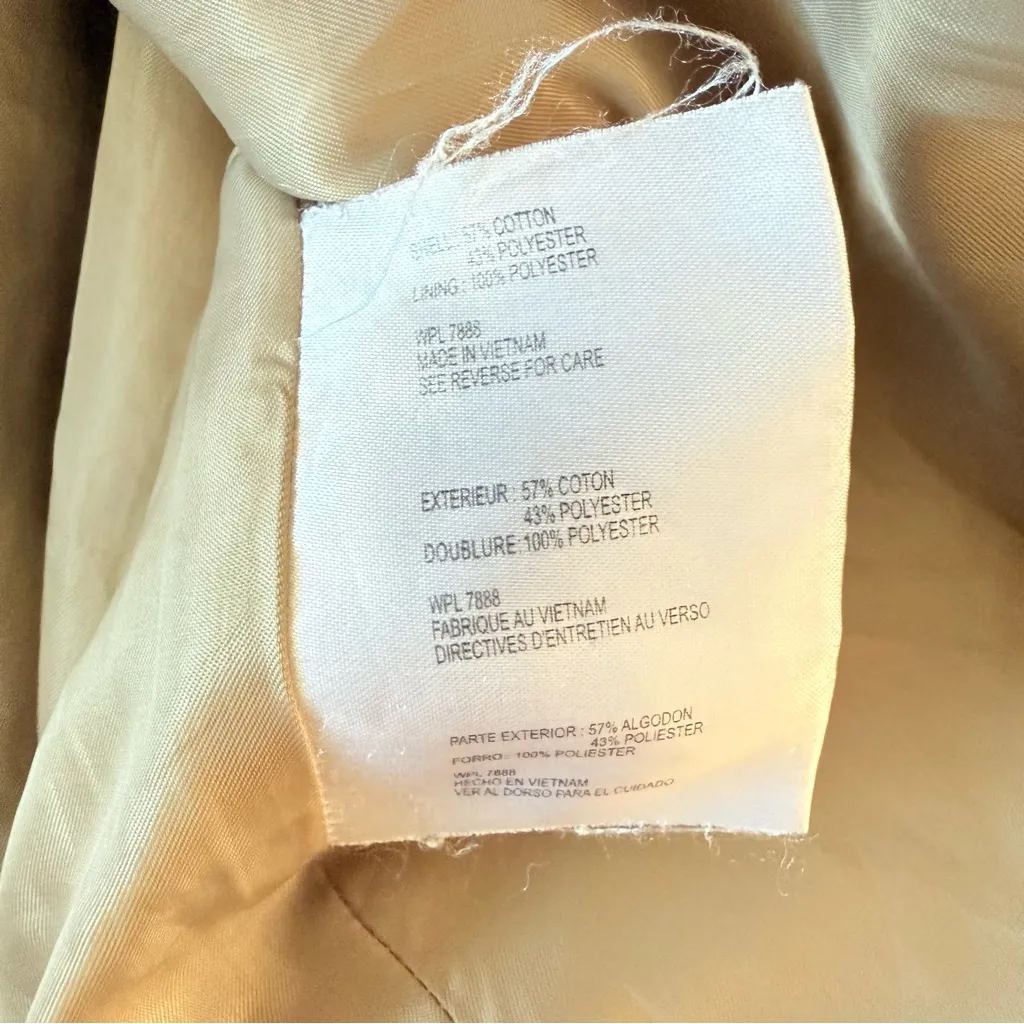 SHELL : 57% COTTON
43% POLYESTER
LINING : 100% POLYESTER
WPL 7888
MADE IN VIETNAM
SEE REVERSE FOR CARE
EXTERIEUR : 57% COTON
43% POLYESTER
DOUBLURE: 100% POLYESTER
WPL 7888
FABRIQUE AU VIETNAM
DIRECTIVES D'ENTRETIEN AU VERSO
PARTE EXTERIOR : 57% ALGODON
43% POLIESTER
FORRO: 100% POLIESTER
WPL 7888
HECHO EN VIETNAM
VER AL DORSO PARA EL CUIDADO